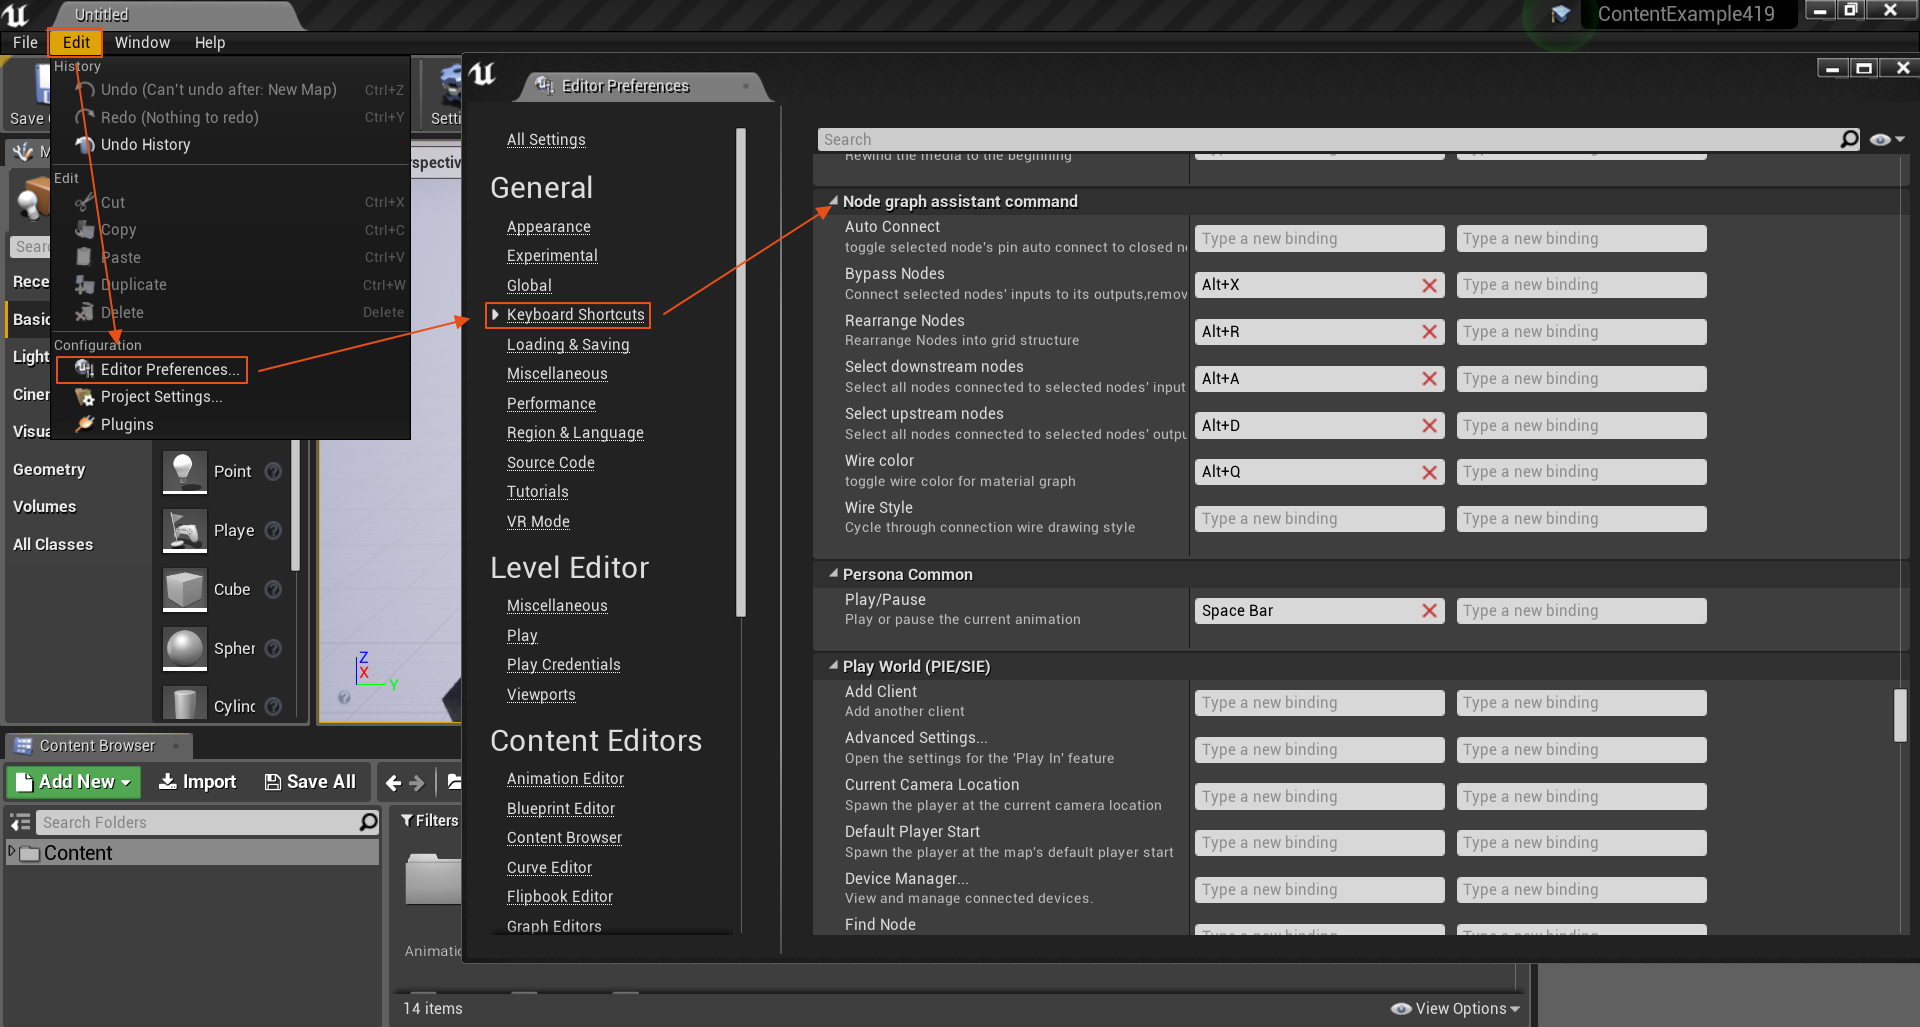 Untitled
ContentExample419
File Edit Window Help
History
Undo (Can't undo after: New Map) Ctrl+Z
Redo (Nothing to redo) Ctrl+Y
Undo History
Edit
Cut Ctrl+X
Copy Ctrl+C
Paste Ctrl+V
Duplicate Ctrl+W
Delete Delete
Configuration
Editor Preferences...
Project Settings...
Plugins
Save
Setti
M
rspectiv
Sear
Rece
Basic
Light
Ciner
Visua
Geometry
Volumes
All Classes
Point
Playe
Cube
Spher
Cylinc
Z
X
Y
Content Browser
Add New Import Save All
Search Folders
Content
Filters
Animatio
14 items
View Options
Editor Preferences
All Settings
General
Appearance
Experimental
Global
Keyboard Shortcuts
Loading & Saving
Miscellaneous
Performance
Region & Language
Source Code
Tutorials
VR Mode
Level Editor
Miscellaneous
Play
Play Credentials
Viewports
Content Editors
Animation Editor
Blueprint Editor
Content Browser
Curve Editor
Flipbook Editor
Graph Editors
Search
Rewind the media to the beginning
Node graph assistant command
Auto Connect
toggle selected node's pin auto connect to closed n
Type a new binding Type a new binding
Bypass Nodes
Connect selected nodes' inputs to its outputs,remov
Alt+X Type a new binding
Rearrange Nodes
Rearrange Nodes into grid structure
Alt+R Type a new binding
Select downstream nodes
Select all nodes connected to selected nodes' input
Alt+A Type a new binding
Select upstream nodes
Select all nodes connected to selected nodes' outpu
Alt+D Type a new binding
Wire color
toggle wire color for material graph
Alt+Q Type a new binding
Wire Style
Cycle through connection wire drawing style
Type a new binding Type a new binding
Persona Common
Play/Pause
Play or pause the current animation
Space Bar Type a new binding
Play World (PIE/SIE)
Add Client
Add another client
Type a new binding Type a new binding
Advanced Settings...
Open the settings for the 'Play In' feature
Type a new binding Type a new binding
Current Camera Location
Spawn the player at the current camera location
Type a new binding Type a new binding
Default Player Start
Spawn the player at the map's default player start
Type a new binding Type a new binding
Device Manager...
View and manage connected devices.
Type a new binding Type a new binding
Find Node
Type a new binding Type a new binding